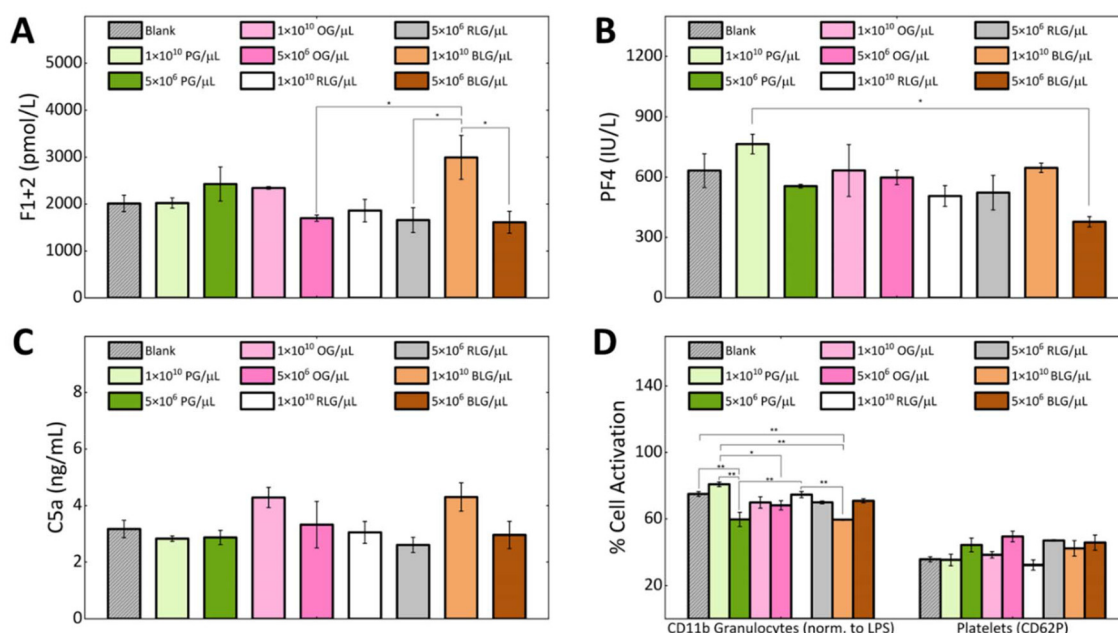 A
Blank
1×10¹⁰ OG/µL
5×10⁶ RLG/µL
1×10¹⁰ PG/µL
5×10⁶ OG/µL
1×10¹⁰ BLG/µL
5×10⁶ PG/µL
1×10¹⁰ RLG/µL
5×10⁶ BLG/µL
F1+2 (pmol/L)
5000
4000
3000
2000
1000
0
*
*
*
B
Blank
1×10¹⁰ OG/µL
5×10⁶ RLG/µL
1×10¹⁰ PG/µL
5×10⁶ OG/µL
1×10¹⁰ BLG/µL
5×10⁶ PG/µL
1×10¹⁰ RLG/µL
5×10⁶ BLG/µL
PF4 (IU/L)
1200
900
600
300
0
*
C
Blank
1×10¹⁰ OG/µL
5×10⁶ RLG/µL
1×10¹⁰ PG/µL
5×10⁶ OG/µL
1×10¹⁰ BLG/µL
5×10⁶ PG/µL
1×10¹⁰ RLG/µL
5×10⁶ BLG/µL
C5a (ng/mL)
8
6
4
2
0
D
Blank
1×10¹⁰ OG/µL
5×10⁶ RLG/µL
1×10¹⁰ PG/µL
5×10⁶ OG/µL
1×10¹⁰ BLG/µL
5×10⁶ PG/µL
1×10¹⁰ RLG/µL
5×10⁶ BLG/µL
% Cell Activation
140
100
60
20
**
**
*
**
**
**
**
CD11b Granulocytes (norm. to LPS)
Platelets (CD62P)